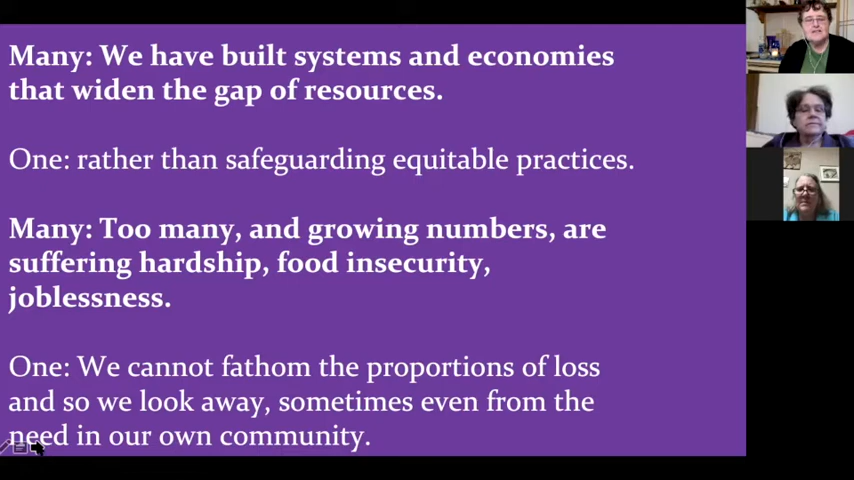 Many: We have built systems and economies
that widen the gap of resources.
One: rather than safeguarding equitable practices.
Many: Too many, and growing numbers, are
suffering hardship, food insecurity,
joblessness.
One: We cannot fathom the proportions of loss
and so we look away, sometimes even from the
need in our own community.